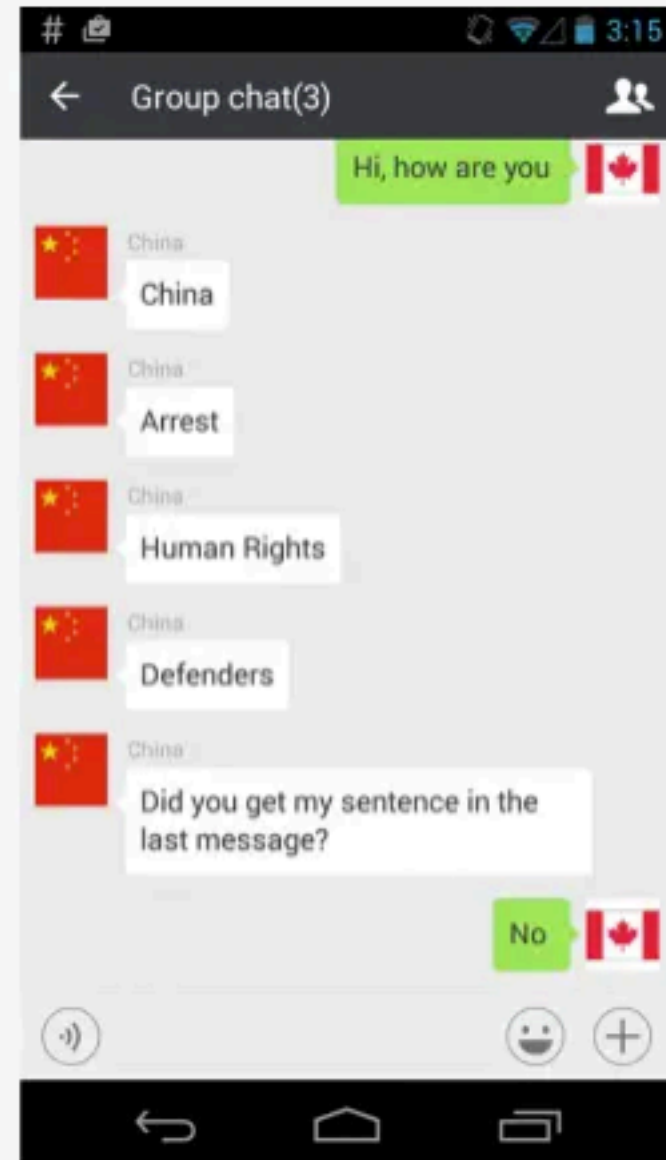 # 3:15
Group chat(3)
Hi, how are you
China
China
China
Arrest
China
Human Rights
China
Defenders
China
Did you get my sentence in the
last message?
No